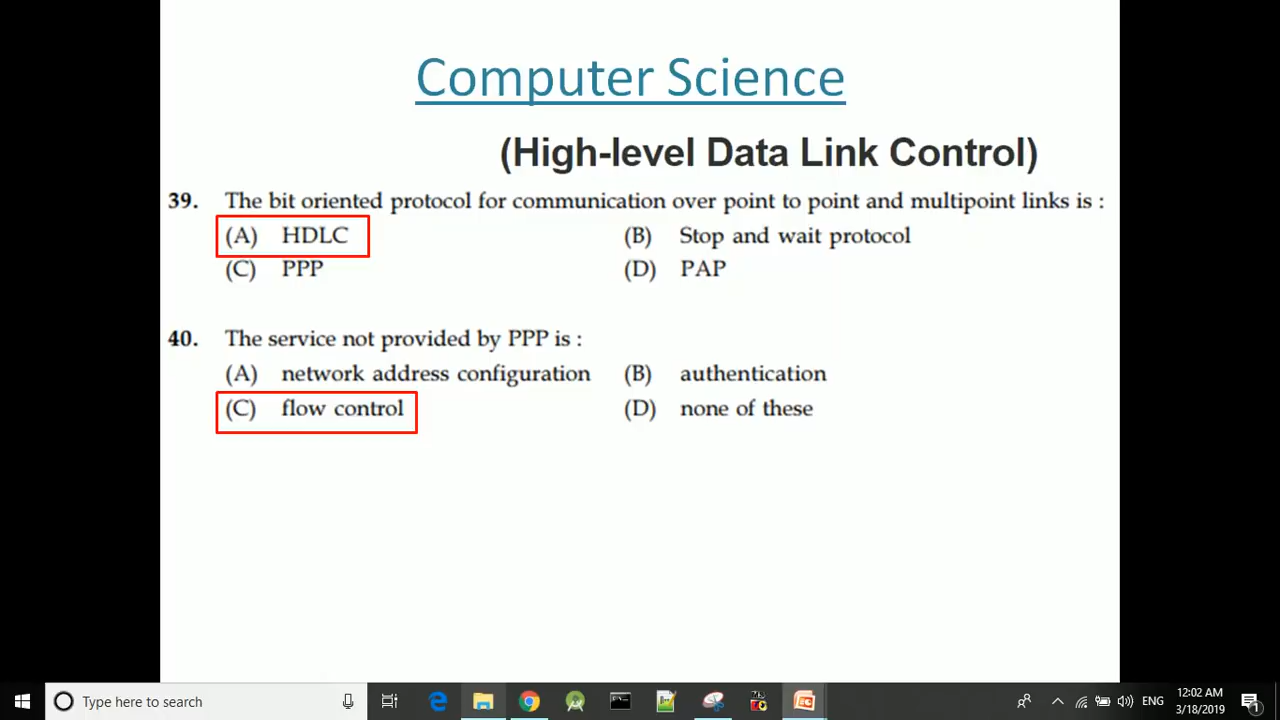 Computer Science
(High-level Data Link Control)
39. The bit oriented protocol for communication over point to point and multipoint links is :
(A) HDLC (B) Stop and wait protocol
(C) PPP (D) PAP
40. The service not provided by PPP is :
(A) network address configuration (B) authentication
(C) flow control (D) none of these
Type here to search
ENG
12:02 AM
3/18/2019
1